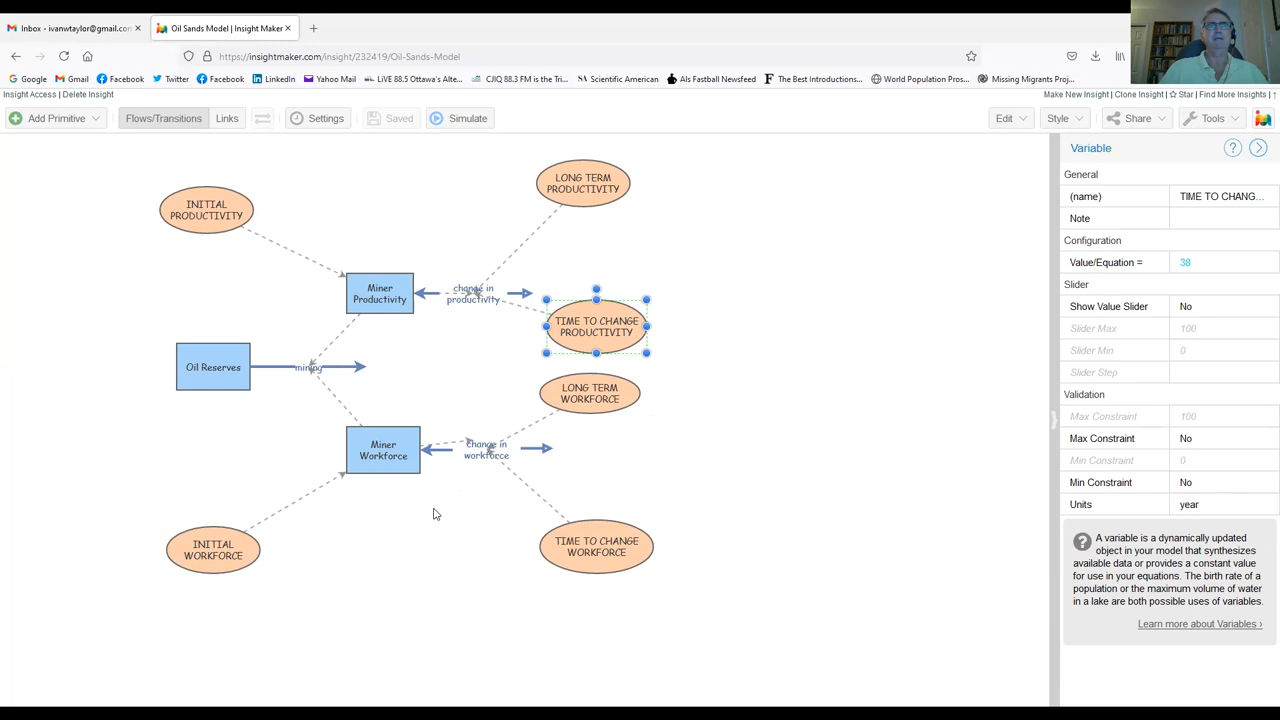 Inbox - ivanwtaylor@gmail.co
Oil Sands Model | Insight Maker
https://insightmaker.com/insight/232419/Oil-Sands-Model
Google
Gmail
Facebook
Twitter
Facebook
LinkedIn
Yahoo Mail
LiVE 88.5 Ottawa's Alte...
CJIQ 88.3 FM is the Tri...
Scientific American
Als Fastball Newsfeed
The Best Introductions...
World Population Pros...
Missing Migrants Proj...
Insight Access | Delete Insight
Make New Insight | Clone Insight | Star | Find More Insights | ↑
Add Primitive
Flows/Transitions
Links
Settings
Saved
Simulate
Edit
Style
Share
Tools
INITIAL
PRODUCTIVITY
LONG TERM
PRODUCTIVITY
Miner
Productivity
change in
productivity
TIME TO CHANGE
PRODUCTIVITY
Oil Reserves
mining
LONG TERM
WORKFORCE
Miner
Workforce
change in
workforce
INITIAL
WORKFORCE
TIME TO CHANGE
WORKFORCE
Variable
General
(name)
TIME TO CHANG...
Note
Configuration
Value/Equation =
38
Slider
Show Value Slider
No
Slider Max
100
Slider Min
0
Slider Step
Validation
Max Constraint
100
Max Constraint
No
Min Constraint
0
Min Constraint
No
Units
year
A variable is a dynamically updated
object in your model that synthesizes
available data or provides a constant value
for use in your equations. The birth rate of a
population or the maximum volume of water
in a lake are both possible uses of variables.
Learn more about Variables ›